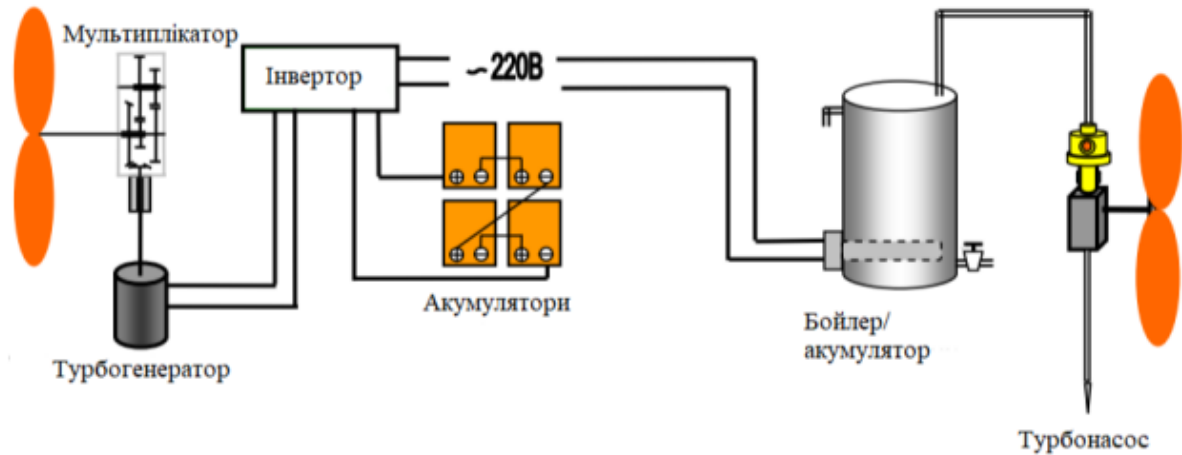 Мультиплікатор
Інвертор
~220В
Акумулятори
Турбогенератор
Бойлер/
акумулятор
Турбонасос